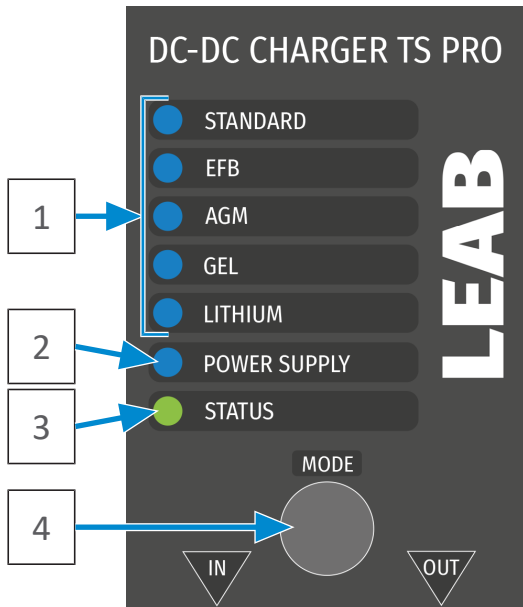 DC-DC CHARGER TS PRO
STANDARD
EFB
AGM
GEL
LITHIUM
POWER SUPPLY
STATUS
LEAB
1
2
3
4
MODE
IN
OUT